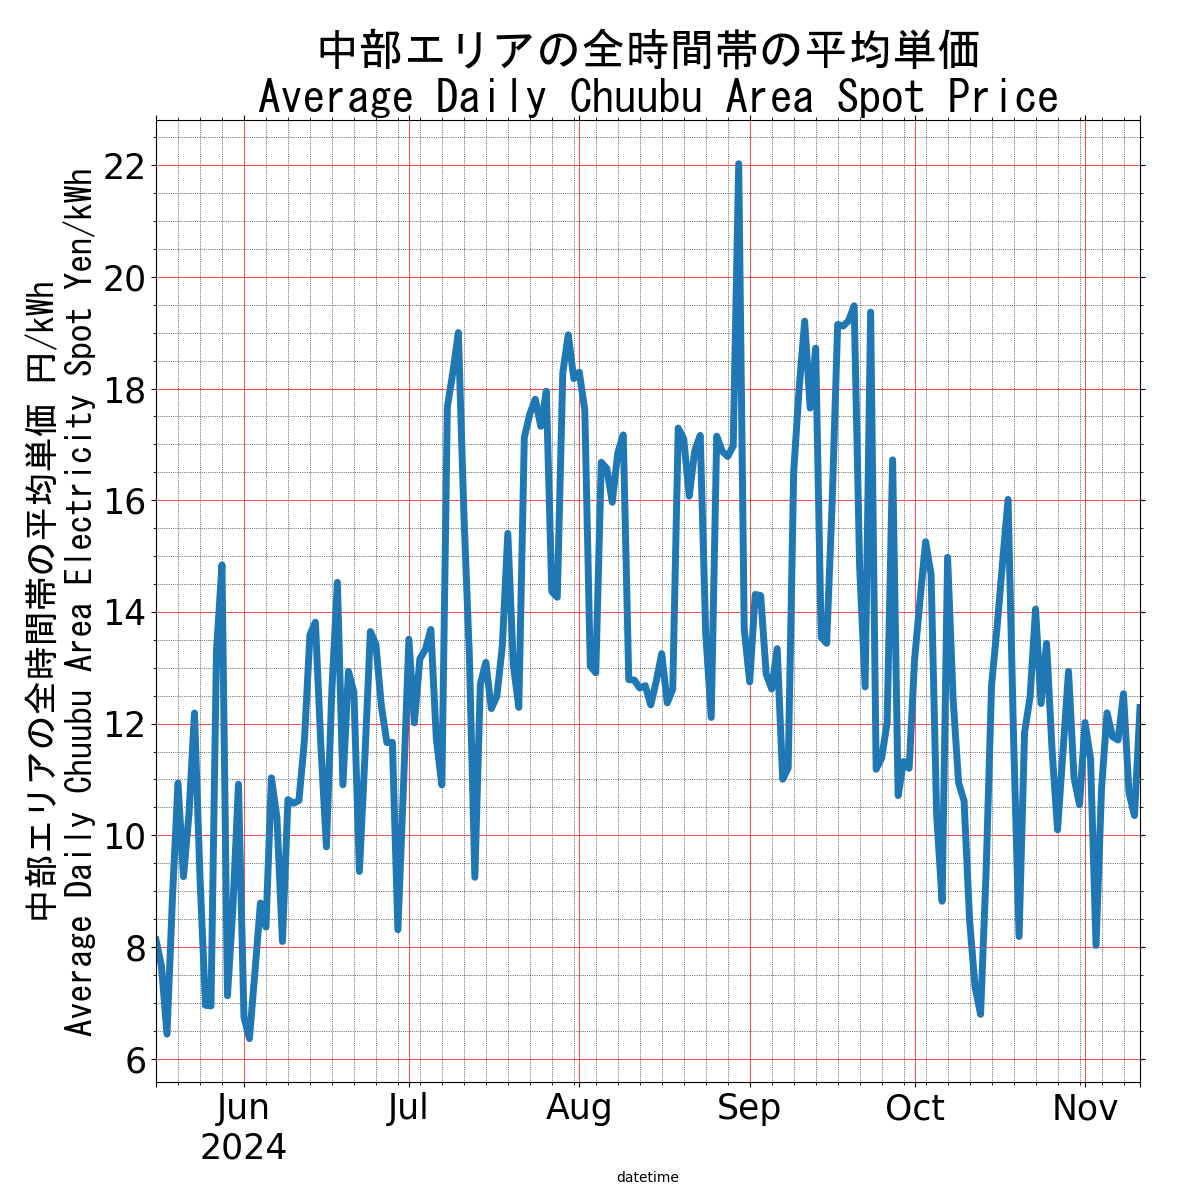 中部エリアの全時間帯の平均単価
Average Daily Chuubu Area Spot Price
中部エリアの全時間帯の平均単価 円/kWh
Average Daily Chuubu Area Electricity Spot Yen/kWh
22
20
18
16
14
12
10
8
6
Jun
2024
Jul
Aug
Sep
Oct
Nov
datetime